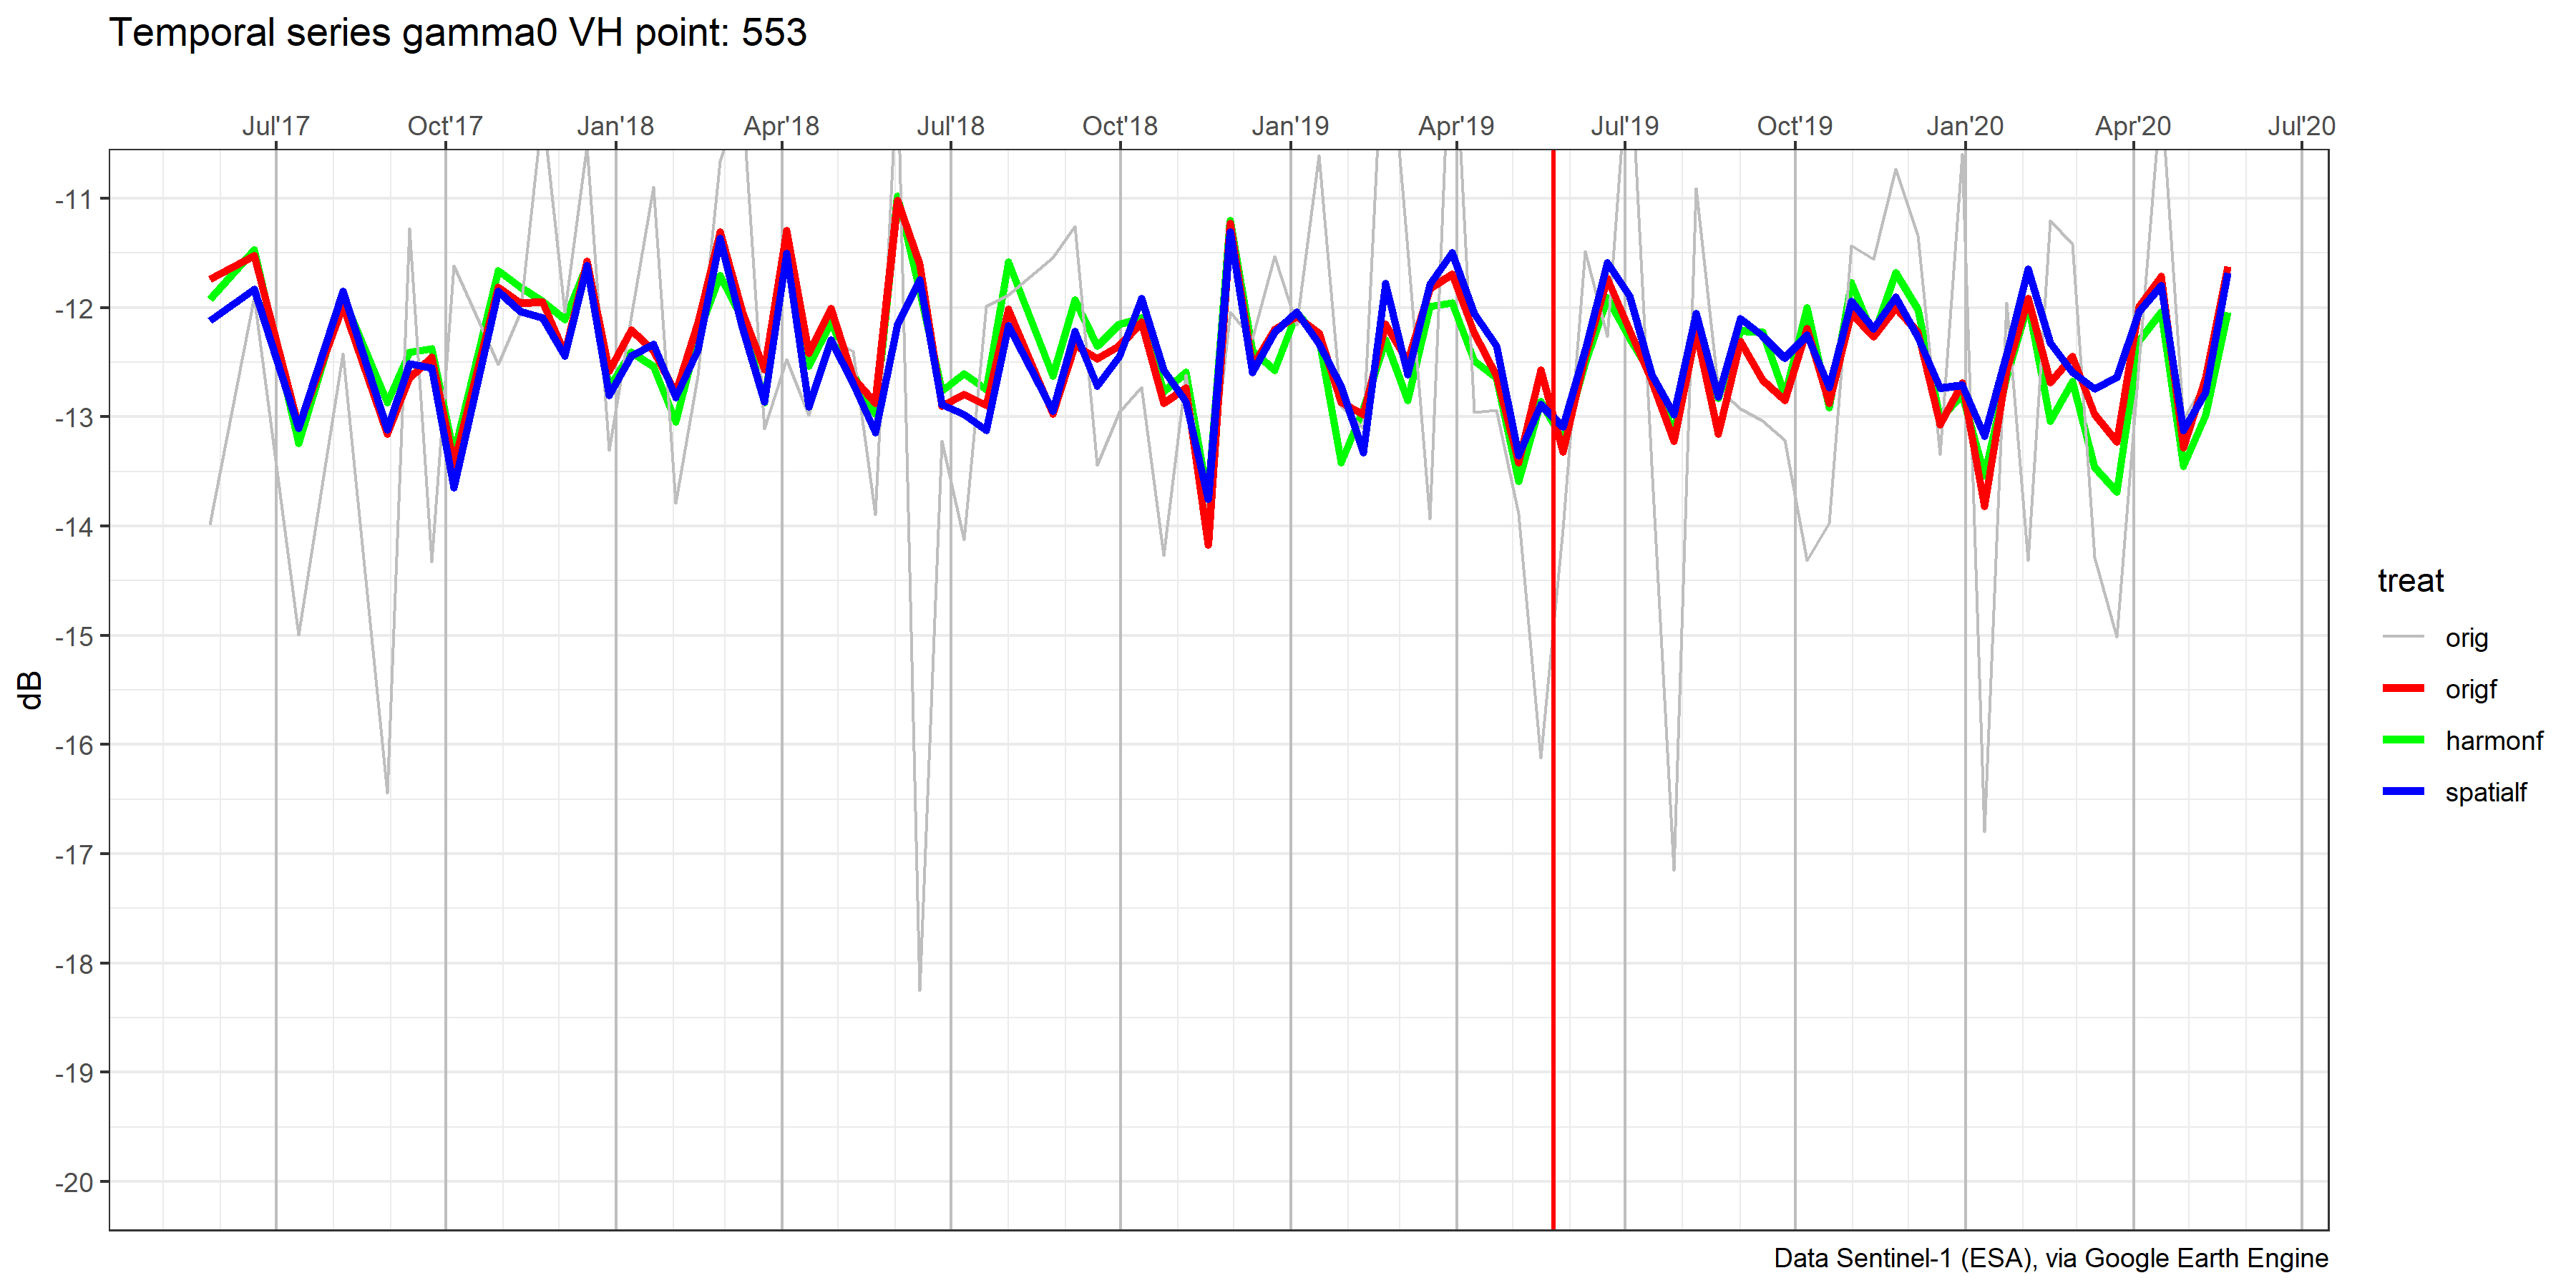 Temporal series gamma0 VH point: 553
Jul'17 Oct'17 Jan'18 Apr'18 Jul'18 Oct'18 Jan'19 Apr'19 Jul'19 Oct'19 Jan'20 Apr'20 Jul'20
-11
-12
-13
-14
-15
-16
-17
-18
-19
-20
dB
treat
orig
origf
harmonf
spatialf
Data Sentinel-1 (ESA), via Google Earth Engine